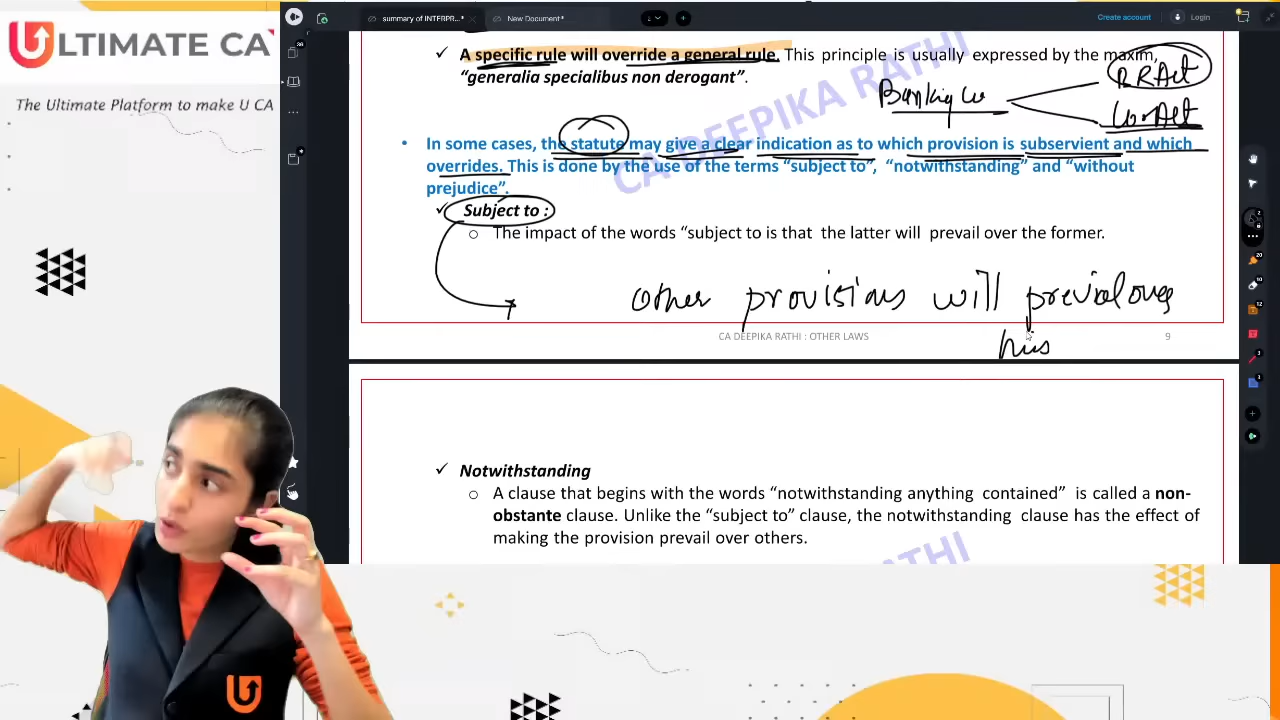 summary of INTERPR...*
New Document*
Create account
Login
ULTIMATE CA
The Ultimate Platform to make U CA
✓ A specific rule will override a general rule. This principle is usually expressed by the maxim,
“generalia specialibus non derogant”.
Banking Co
BR Act
Co. Act
• In some cases, the statute may give a clear indication as to which provision is subservient and which
overrides. This is done by the use of the terms “subject to”, “notwithstanding” and “without
prejudice”.
✓ Subject to :
o The impact of the words “subject to is that the latter will prevail over the former.
other provisions will
this
CA DEEPIKA RATHI : OTHER LAWS
9
CA DEEPIKA RATHI
✓ Notwithstanding
o A clause that begins with the words “notwithstanding anything contained” is called a non-
obstante clause. Unlike the “subject to” clause, the notwithstanding clause has the effect of
making the provision prevail over others.
RATHI